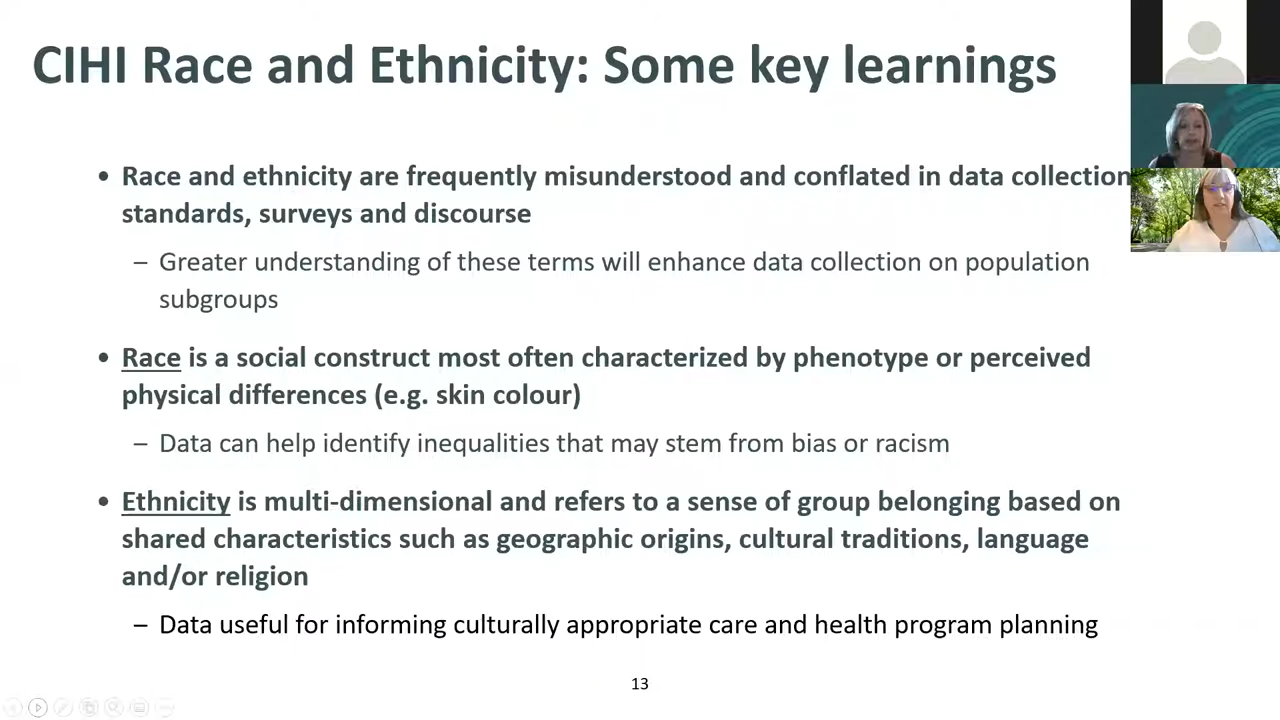 CIHI Race and Ethnicity: Some key learnings
• Race and ethnicity are frequently misunderstood and conflated in data collection
standards, surveys and discourse
– Greater understanding of these terms will enhance data collection on population
subgroups
• Race is a social construct most often characterized by phenotype or perceived
physical differences (e.g. skin colour)
– Data can help identify inequalities that may stem from bias or racism
• Ethnicity is multi-dimensional and refers to a sense of group belonging based on
shared characteristics such as geographic origins, cultural traditions, language
and/or religion
– Data useful for informing culturally appropriate care and health program planning
13